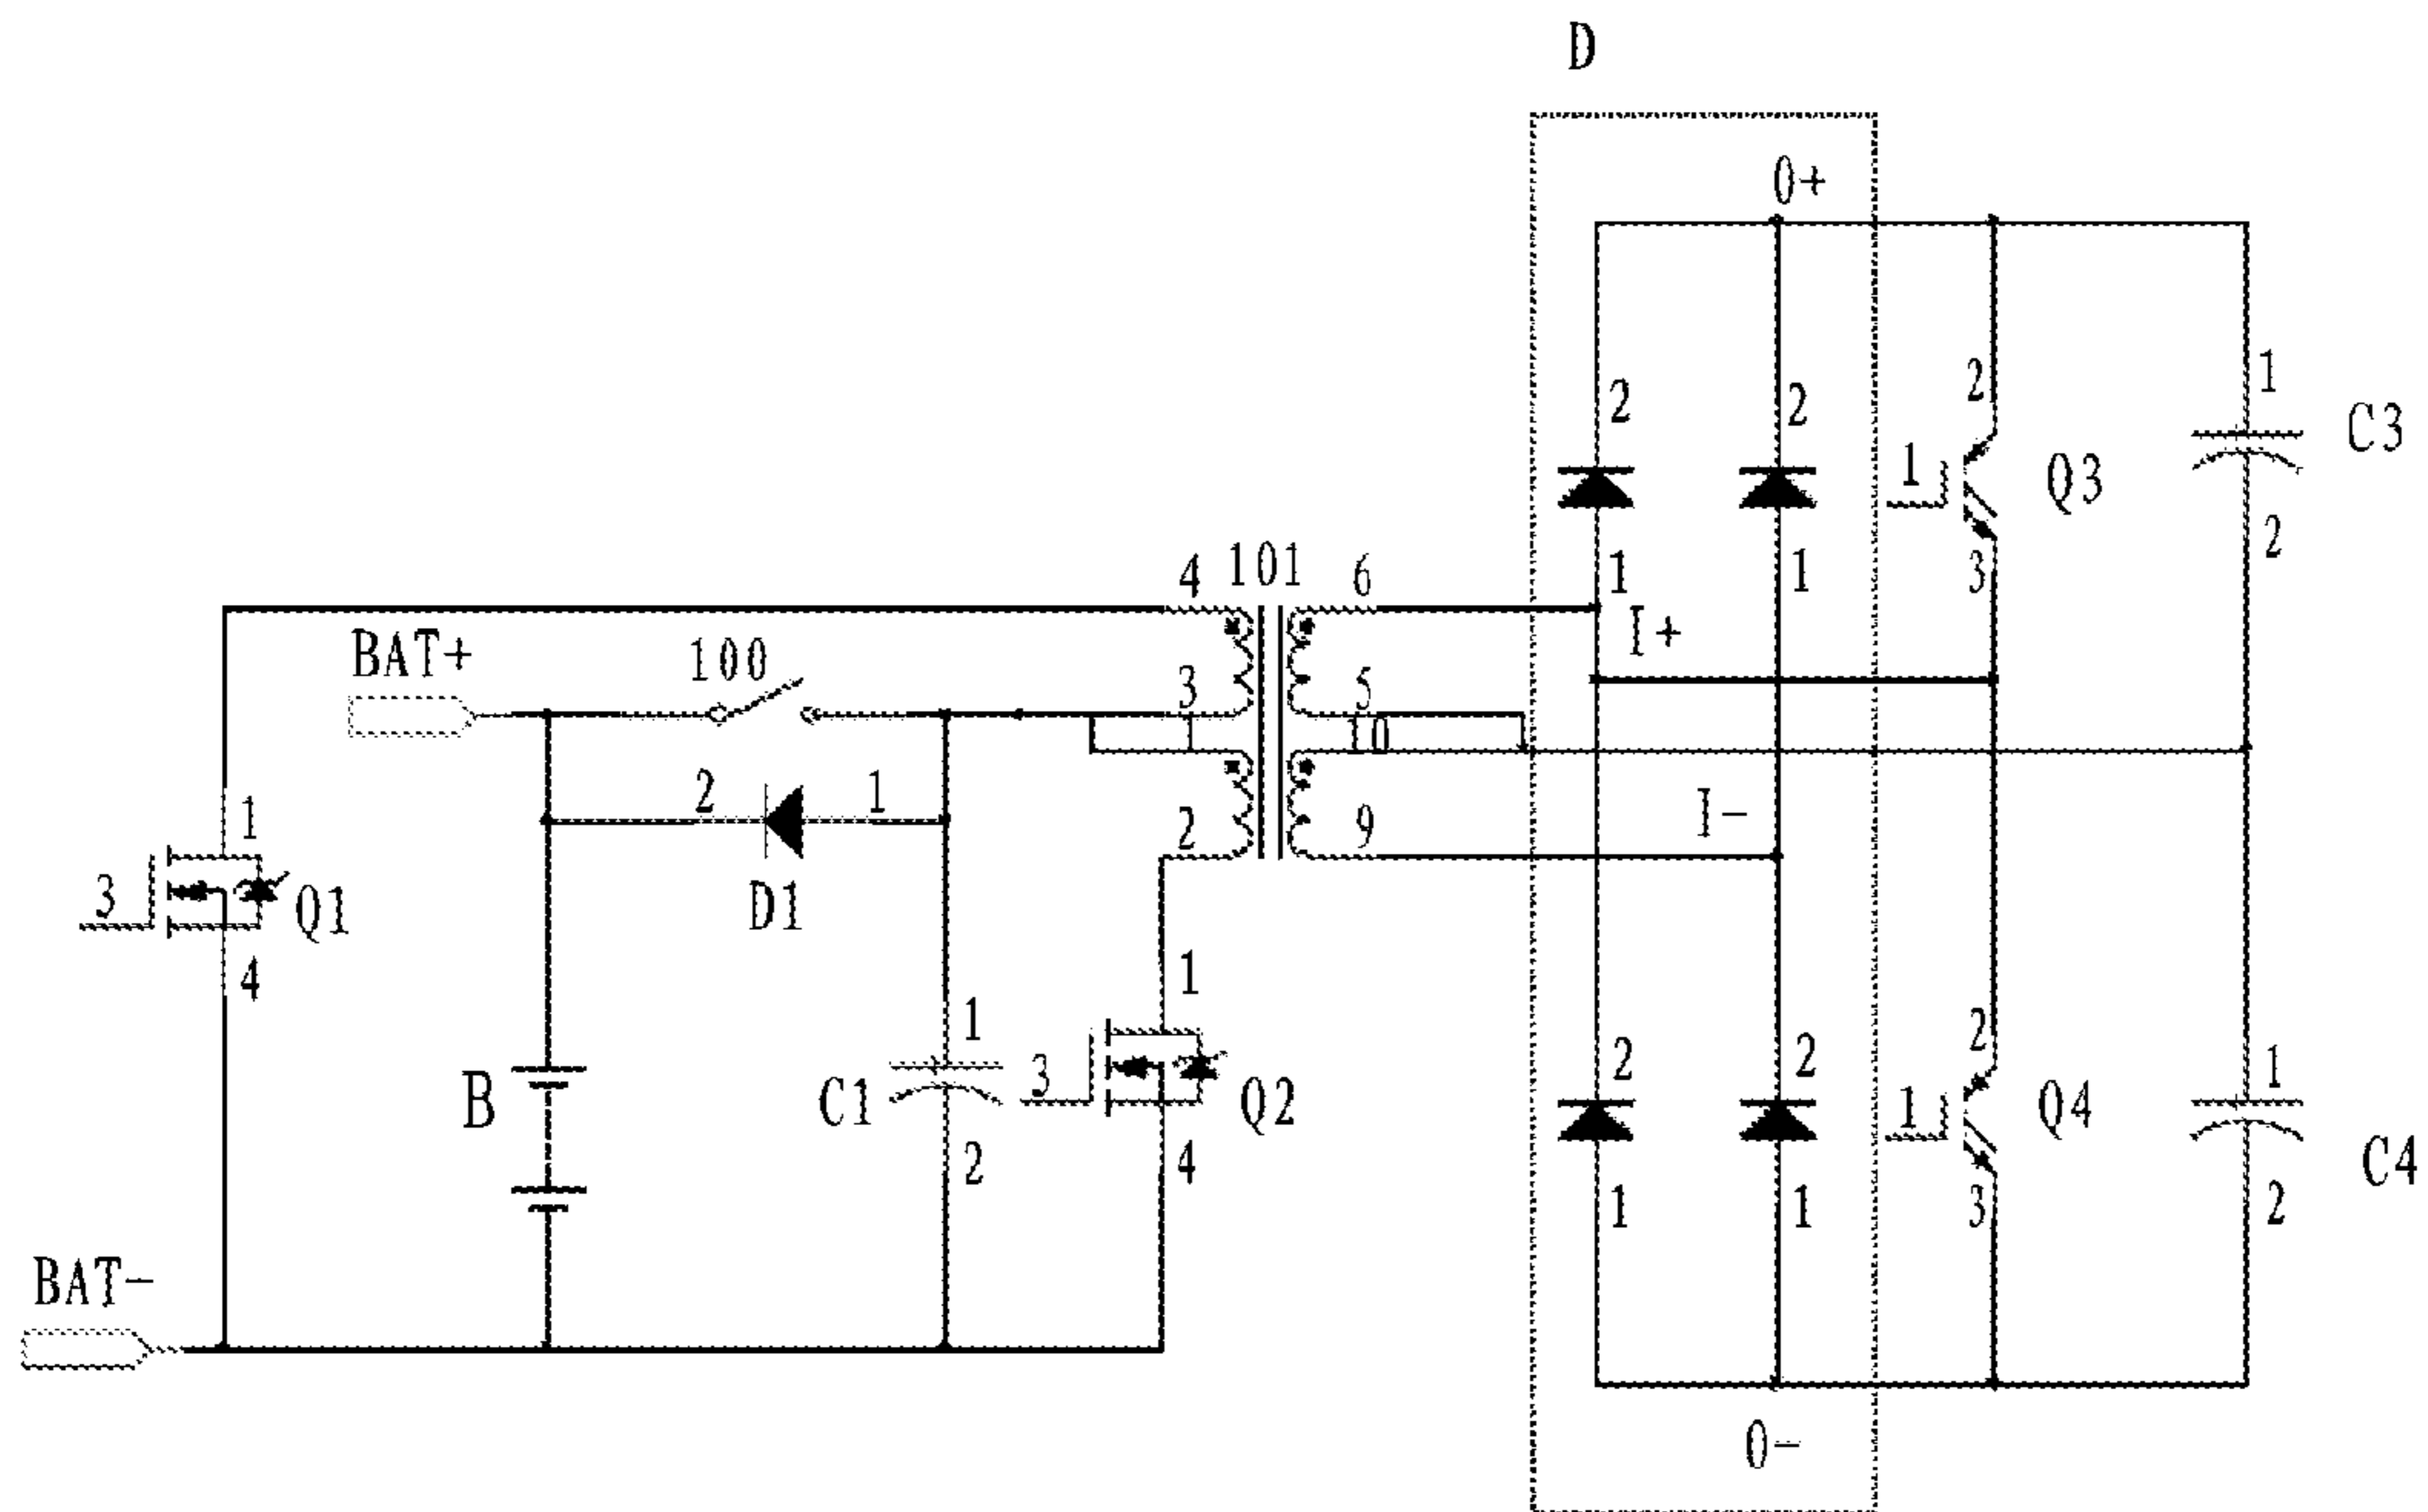 D
O+
2 2 2 1
C3
1 Q3
2
1 1 3
4 101 6
I+
BAT+ 100 3 5
1 10
2 1 2 9 I-
1
3 Q1 D1
4
1
1 2 2 2 1
B C1 3 Q2 1 Q4
2 4 C4
1 1 3 2
BAT-
O-